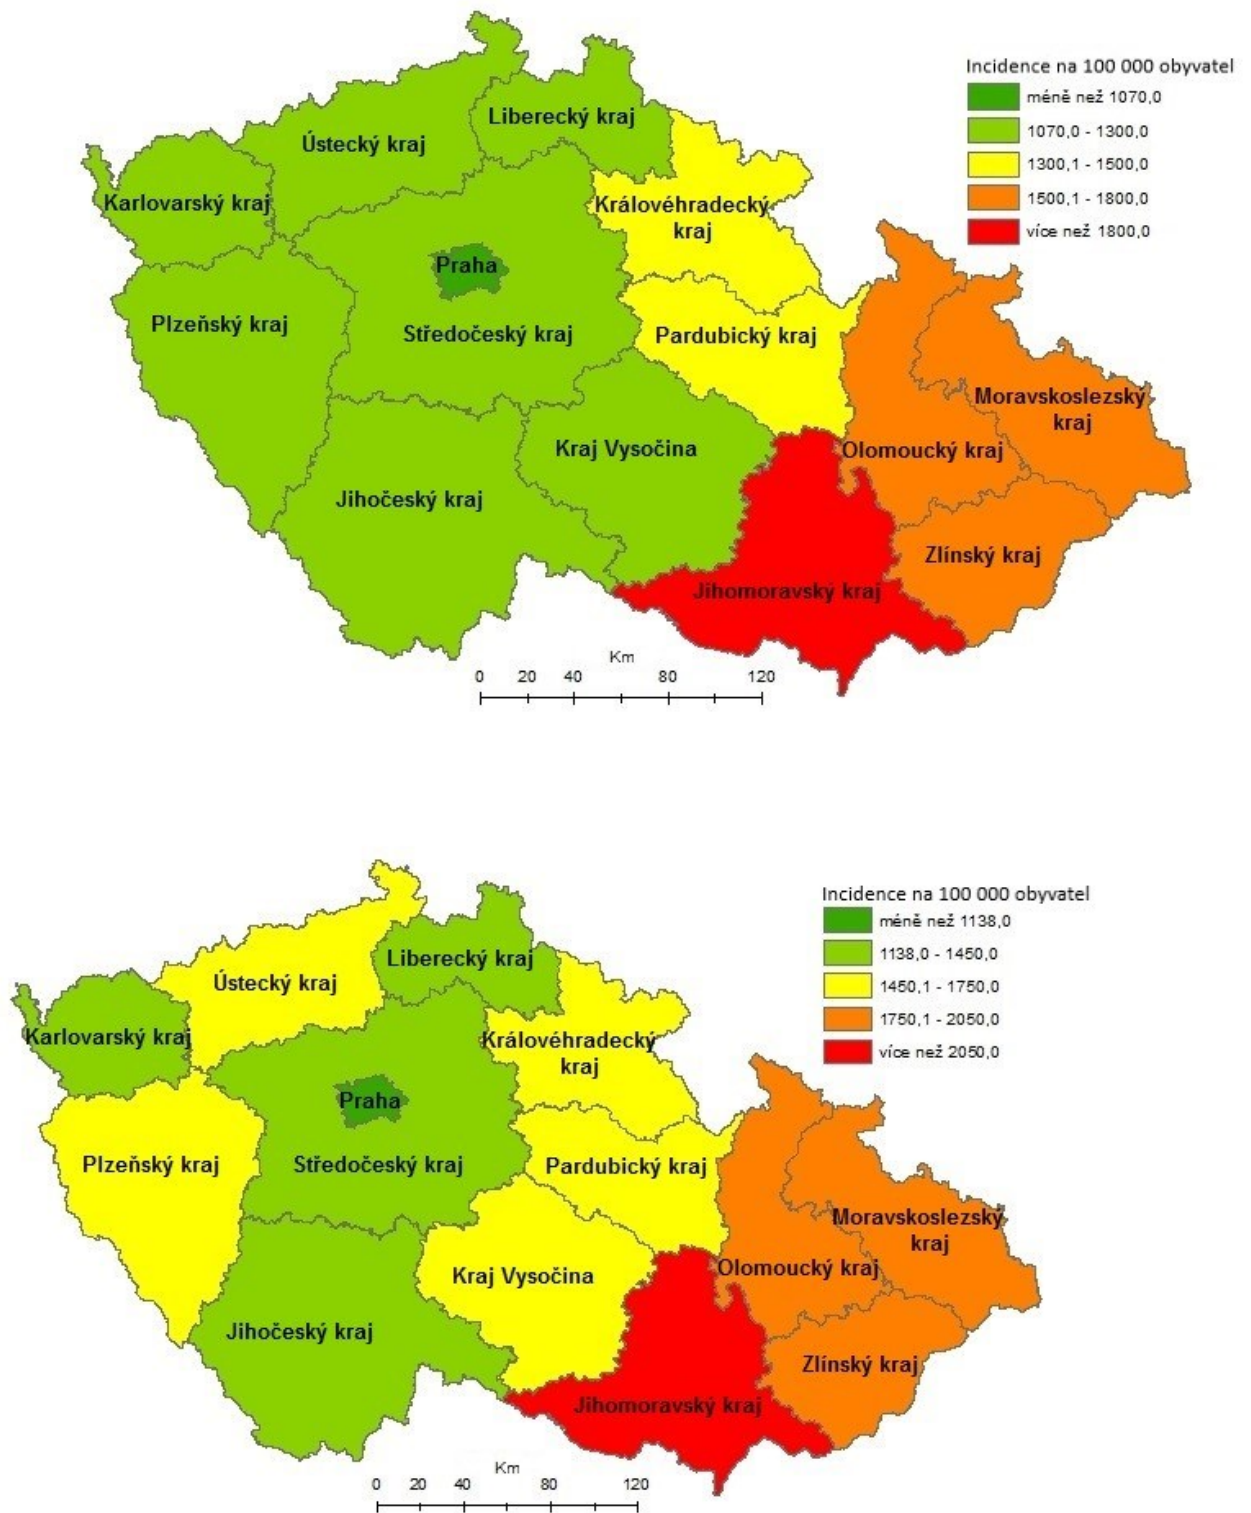 Incidence na 100 000 obyvatel
méně než 1070,0
1070,0 - 1300,0
1300,1 - 1500,0
1500,1 - 1800,0
více než 1800,0
Liberecký kraj
Ústecký kraj
Karlovarský kraj
Královéhradecký
kraj
Praha
Plzeňský kraj
Středočeský kraj
Pardubický kraj
Moravskoslezský
kraj
Kraj Vysočina
Olomoucký kraj
Jihočeský kraj
Zlínský kraj
Jihomoravský kraj
Km
0 20 40 80 120
Incidence na 100 000 obyvatel
méně než 1138,0
1138,0 - 1450,0
1450,1 - 1750,0
1750,1 - 2050,0
více než 2050,0
Liberecký kraj
Ústecký kraj
Karlovarský kraj
Královéhradecký
kraj
Praha
Plzeňský kraj
Středočeský kraj
Pardubický kraj
Moravskoslezský
kraj
Kraj Vysočina
Olomoucký kraj
Jihočeský kraj
Zlínský kraj
Jihomoravský kraj
Km
0 20 40 80 120